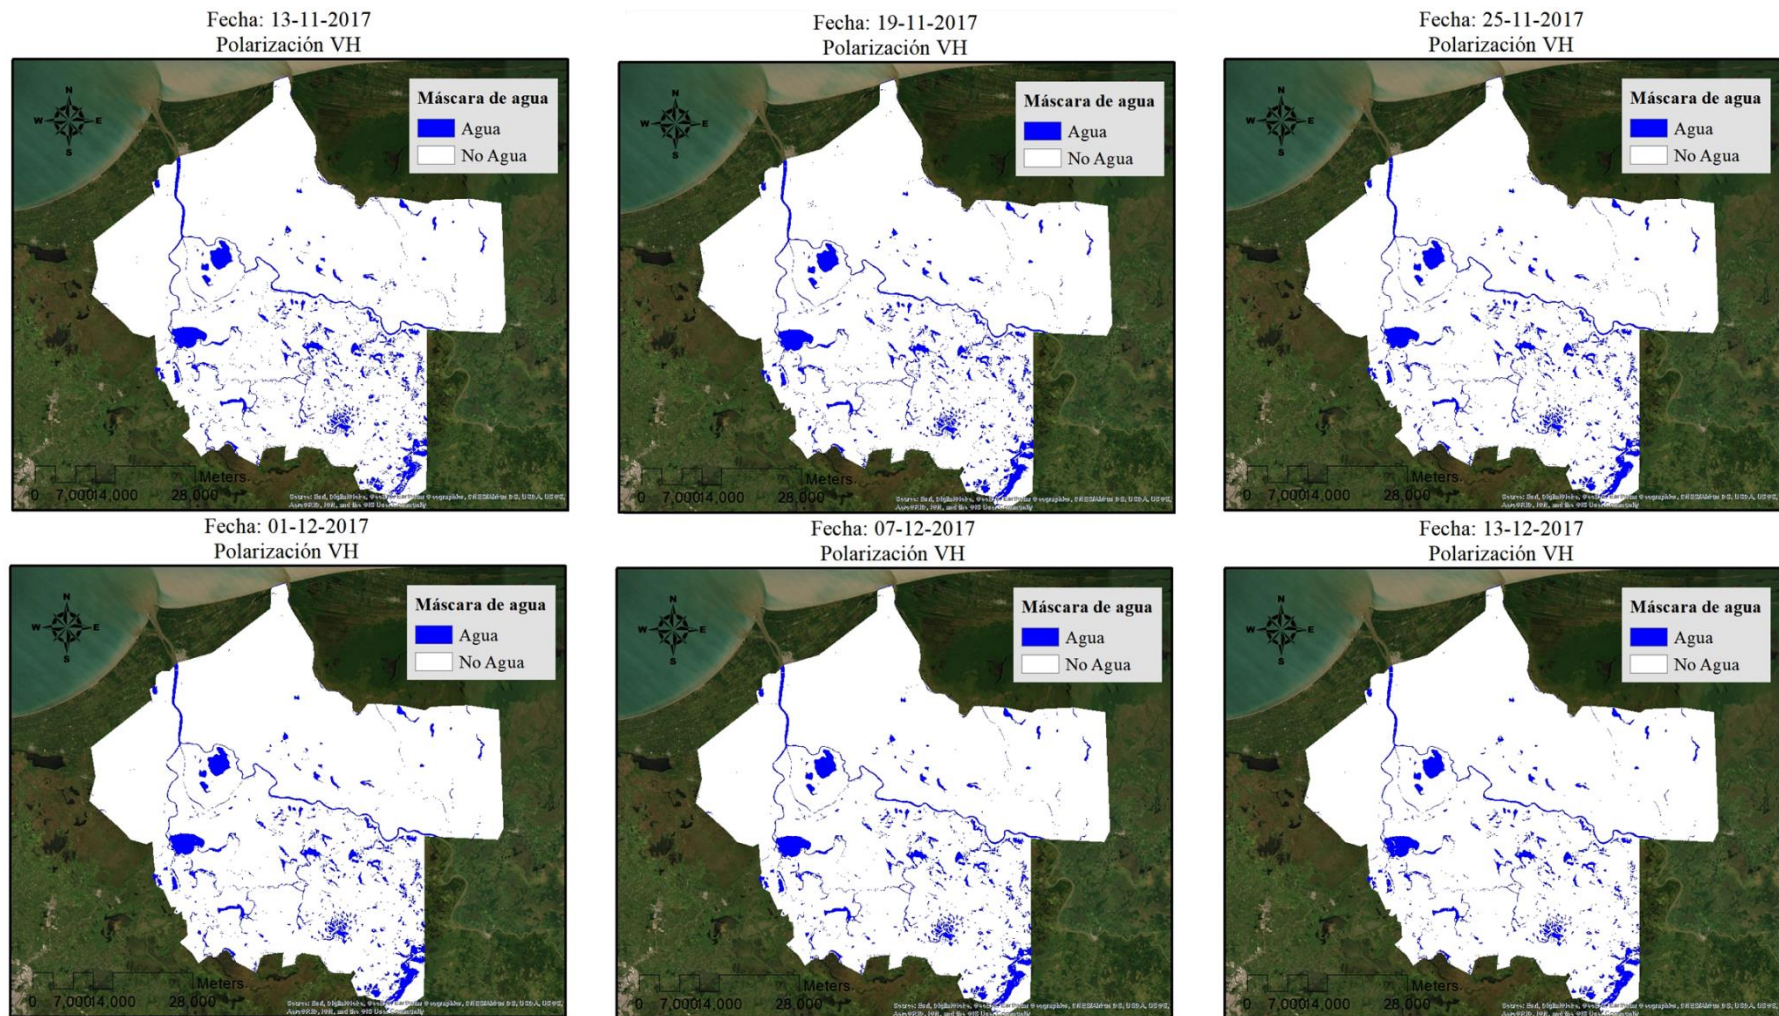 Fecha: 13-11-2017
Polarización VH
N
W E
S
Máscara de agua
Agua
No Agua
Meters
0 7,00014,000 28,000
Fecha: 19-11-2017
Polarización VH
N
W E
S
Máscara de agua
Agua
No Agua
Meters
0 7,00014,000 28,000
Fecha: 25-11-2017
Polarización VH
N
W E
S
Máscara de agua
Agua
No Agua
Meters
0 7,00014,000 28,000
Fecha: 01-12-2017
Polarización VH
N
W E
S
Máscara de agua
Agua
No Agua
Meters
0 7,00014,000 28,000
Fecha: 07-12-2017
Polarización VH
N
W E
S
Máscara de agua
Agua
No Agua
Meters
0 7,00014,000 28,000
Fecha: 13-12-2017
Polarización VH
N
W E
S
Máscara de agua
Agua
No Agua
Meters
0 7,00014,000 28,000